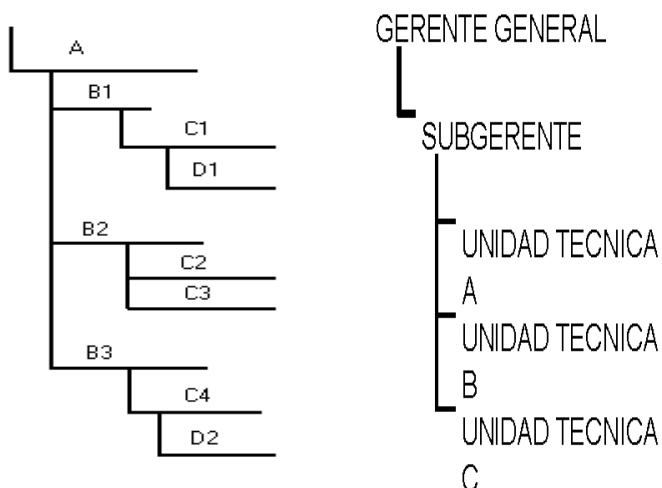 A
B1
C1
D1
B2
C2
C3
B3
C4
D2
GERENTE GENERAL
SUBGERENTE
UNIDAD TECNICA
A
UNIDAD TECNICA
B
UNIDAD TECNICA
C